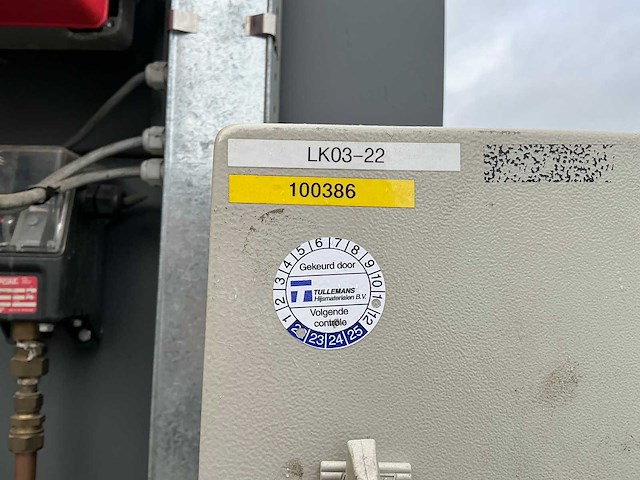 LK03-22
100386
1 2 3 4 5 6 7 8 9 10 11 12
Gekeurd door
TULLEMANS
Hijsmaterialen B.V.
Volgende
controle
23 24 25